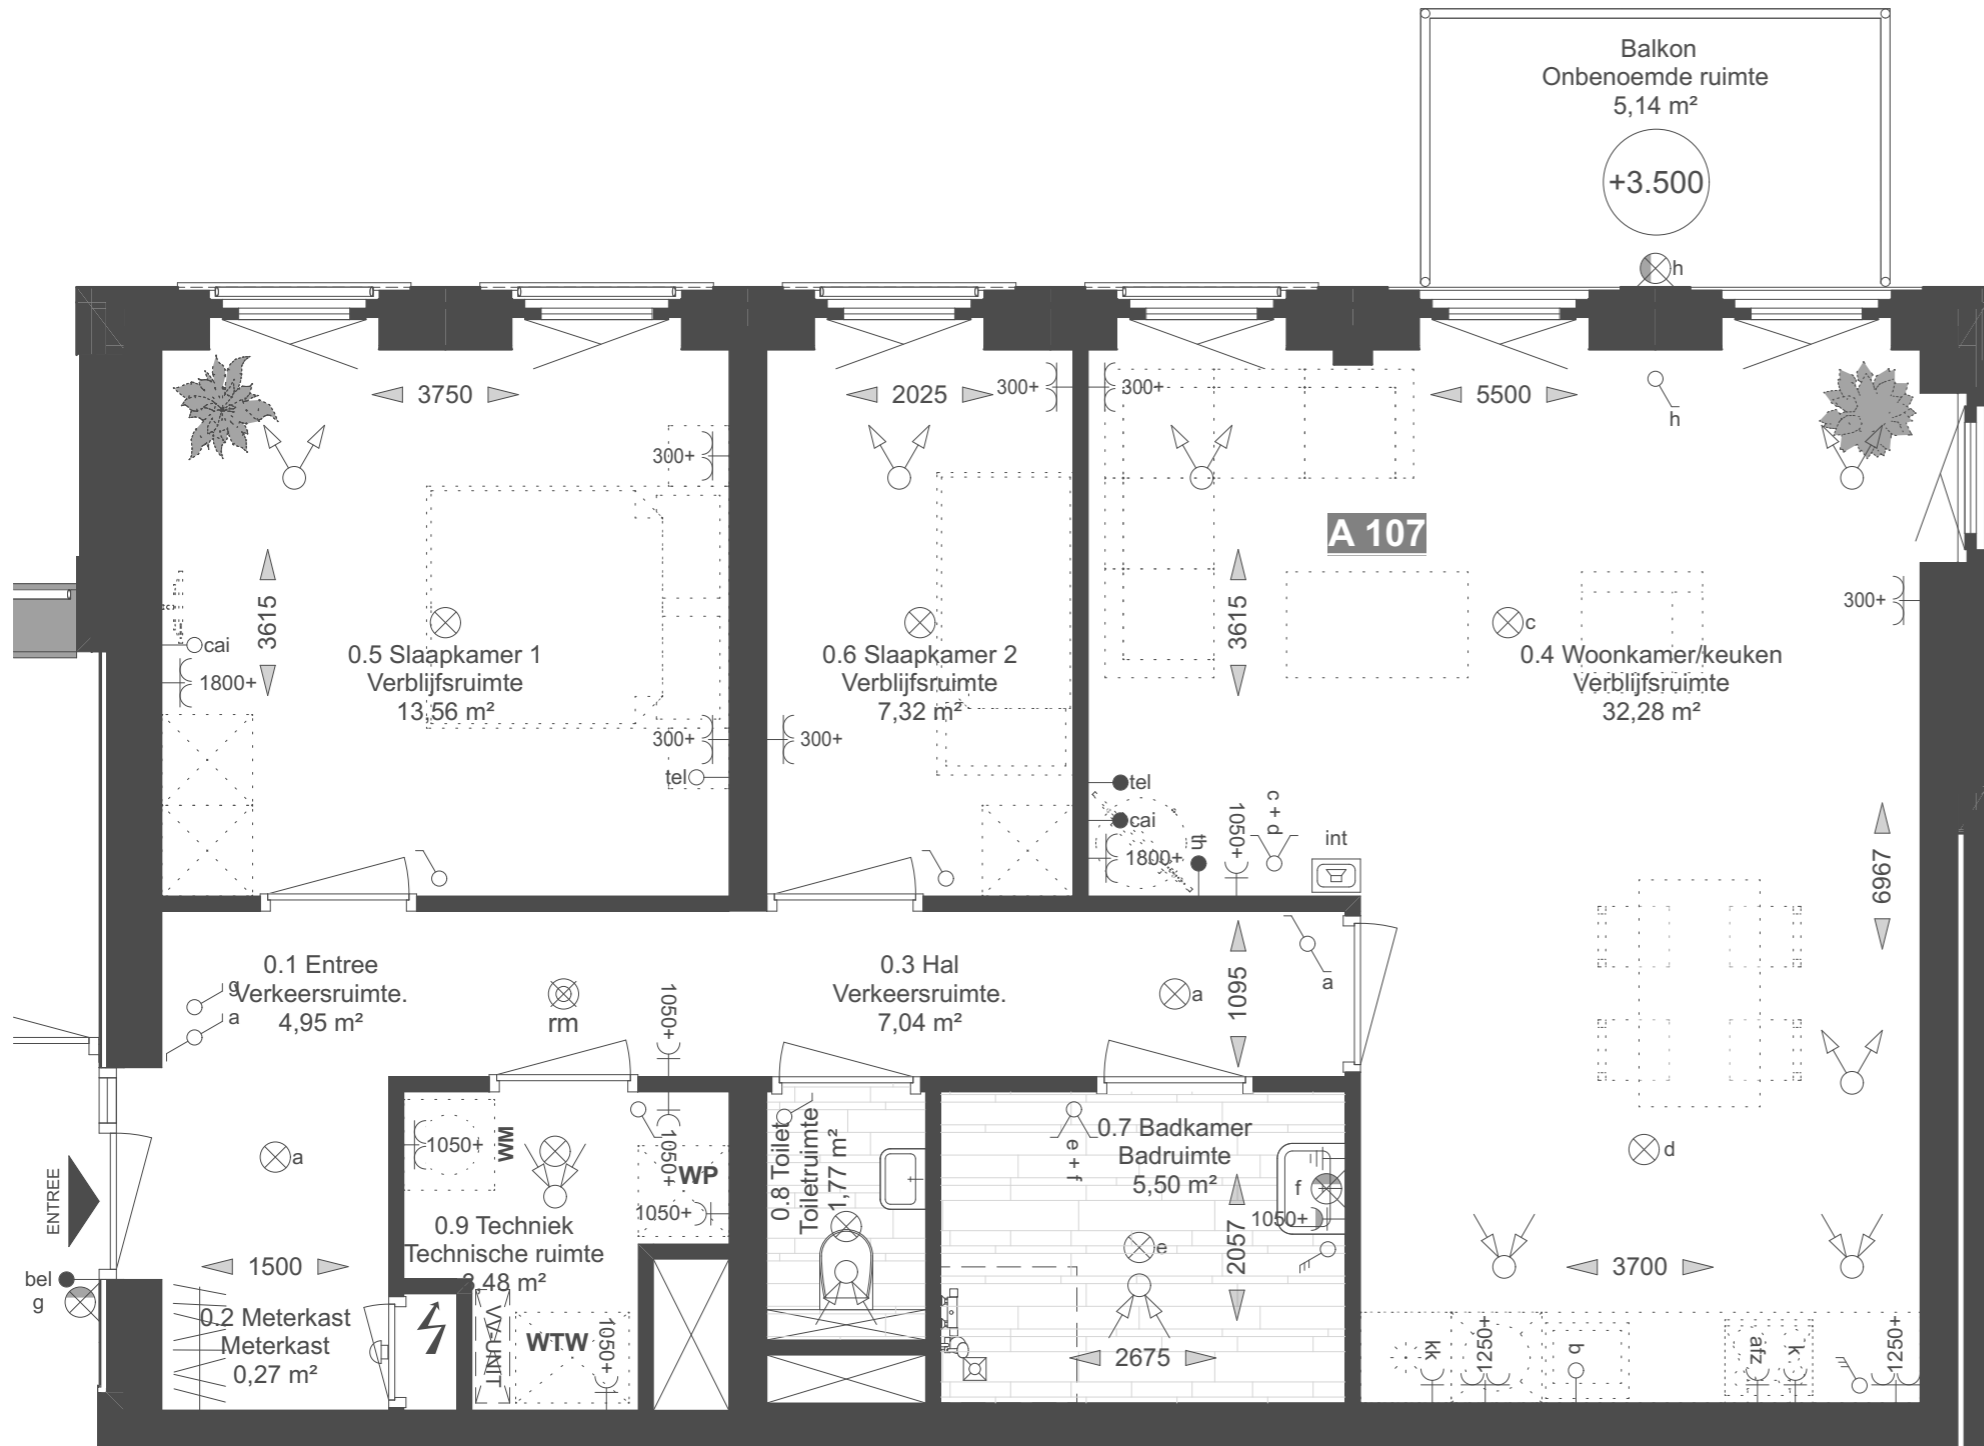 Balkon
Onbenoemde ruimte
5,14 m²
+3.500
h
3750
2025
300+
300+
5500
h
300+
A 107
3615
cai
1800+
0.5 Slaapkamer 1
Verblijfsruimte
13,56 m²
300+
tel
0.6 Slaapkamer 2
Verblijfsruimte
7,32 m²
300+
3615
c
0.4 Woonkamer/keuken
Verblijfsruimte
32,28 m²
300+
tel
cai
1800+
th
1050+
c + d
int
6967
0.1 Entree
Verkeersruimte.
4,95 m²
g
a
rm
1050+
0.3 Hal
Verkeersruimte.
7,04 m²
a
1095
a
ENTREE
bel
g
a
1500
0.2 Meterkast
Meterkast
0,27 m²
1050+
WM
1050+
WP
1050+
0.9 Techniek
Technische ruimte
3,48 m²
VV-UNIT
WTW
1050+
0.8 Toilet
Toiletruimte
1,77 m²
e + f
0.7 Badkamer
Badruimte
5,50 m²
f
1050+
e
2057
2675
d
3700
kk
1250+
b
afz
k
1250+